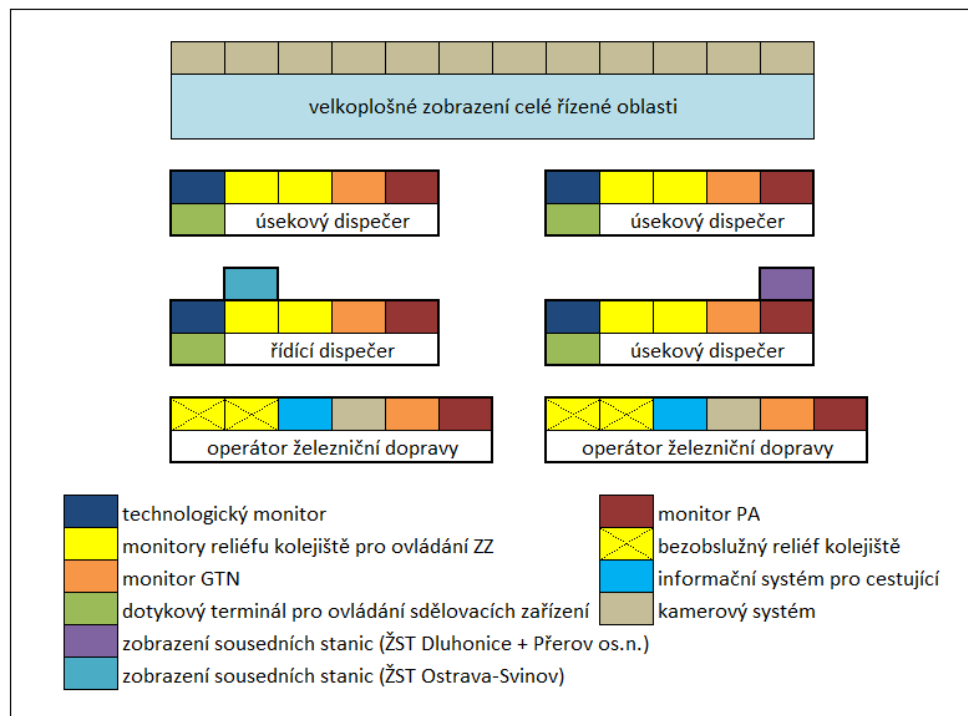 velkoplošné zobrazení celé řízené oblasti
úsekový dispečer
úsekový dispečer
řídící dispečer
úsekový dispečer
operátor železniční dopravy
operátor železniční dopravy
technologický monitor
monitory reliéfu kolejiště pro ovládání ZZ
monitor GTN
dotykový terminál pro ovládání sdělovacích zařízení
zobrazení sousedních stanic (ŽST Dluhonice + Přerov os.n.)
zobrazení sousedních stanic (ŽST Ostrava-Svinov)
monitor PA
bezobslužný reliéf kolejiště
informační systém pro cestující
kamerový systém